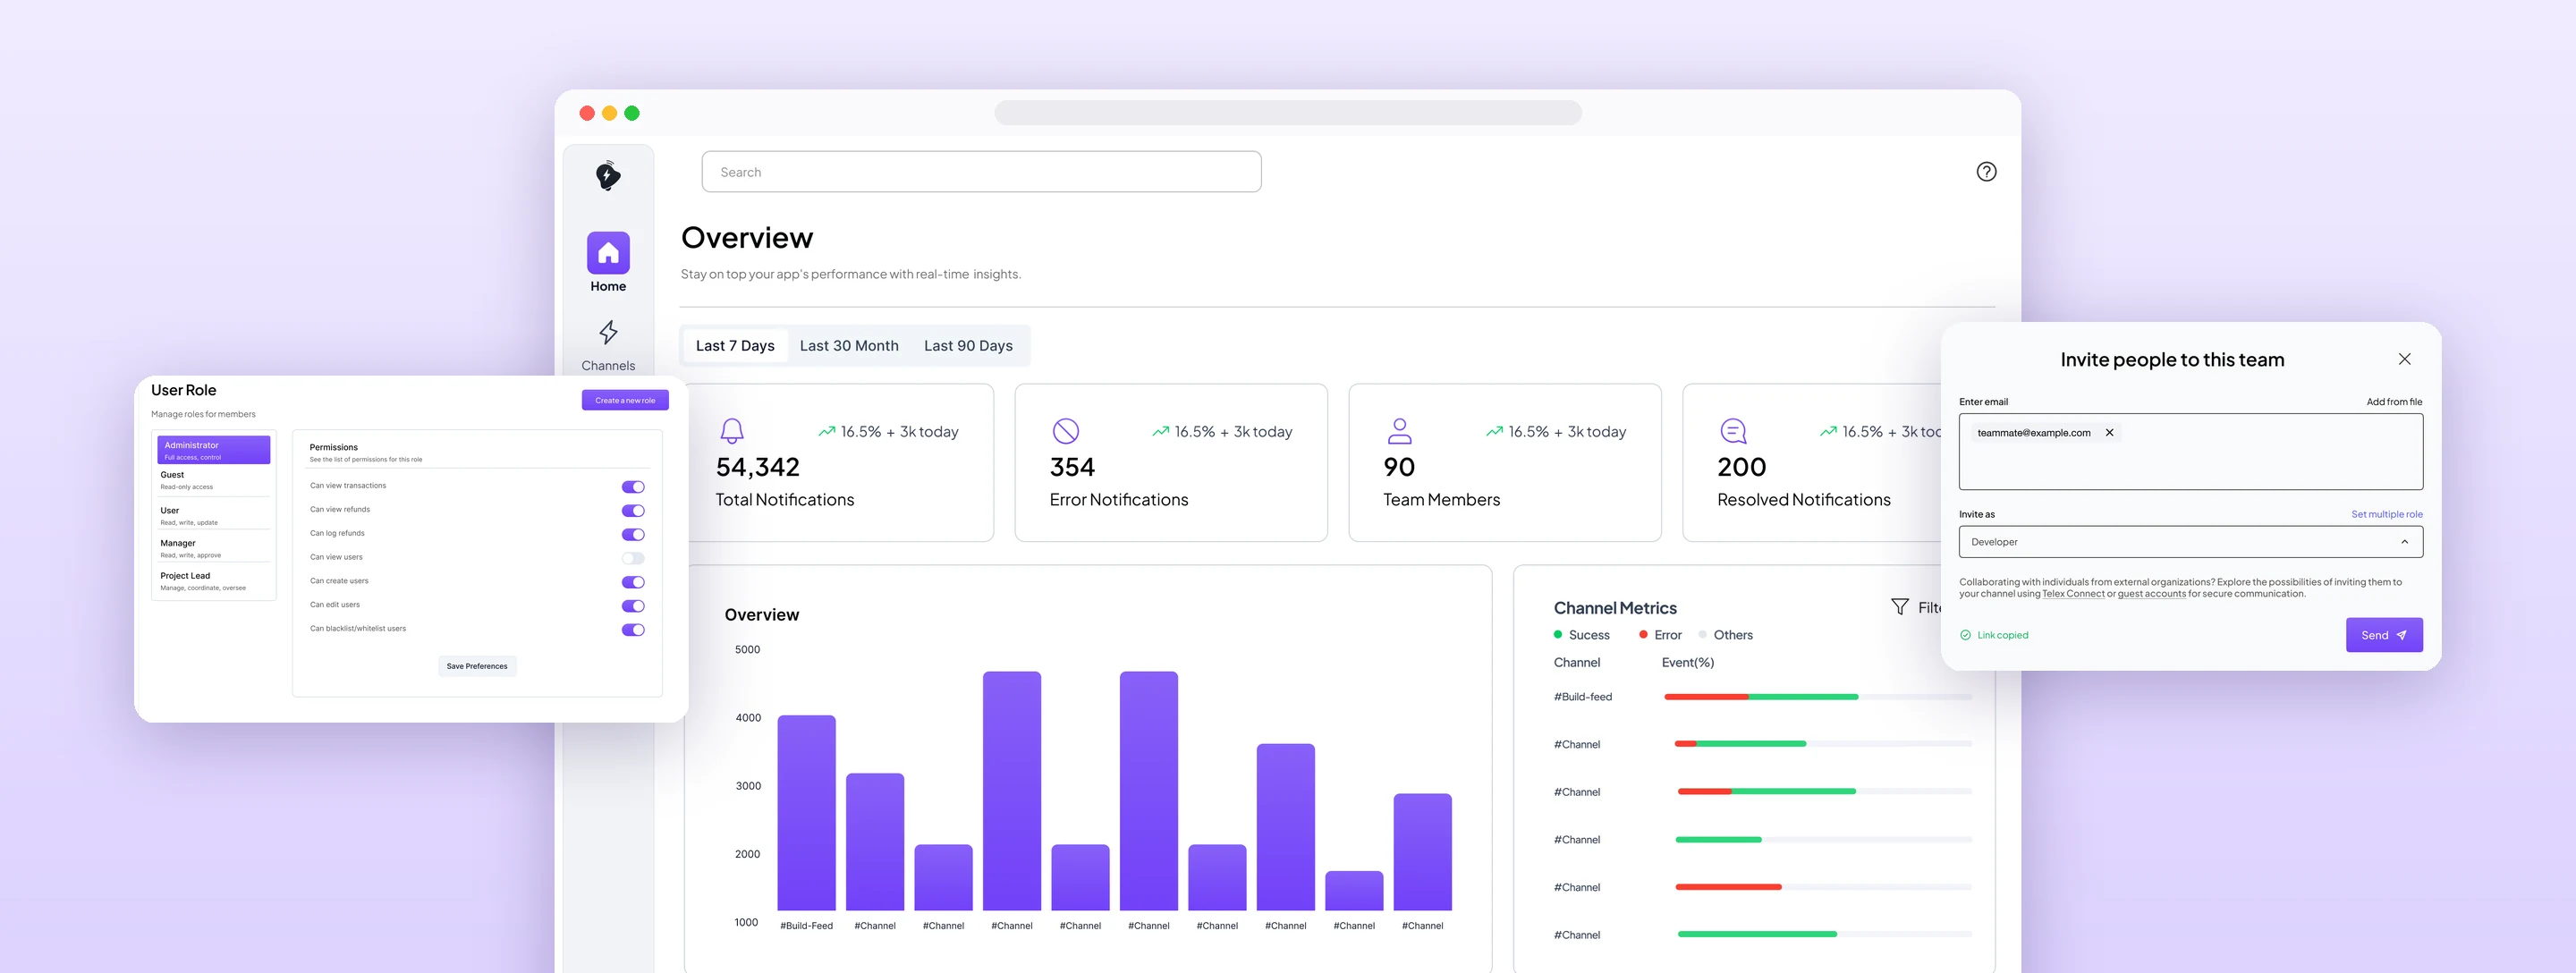 Search
Overview
Stay on top your app's performance with real-time insights.
Home
Channels
Last 7 Days
Last 30 Month
Last 90 Days
16.5% + 3k today
54,342
Total Notifications
16.5% + 3k today
354
Error Notifications
16.5% + 3k today
90
Team Members
16.5% + 3k
200
Resolved Notifications
User Role
Manage roles for members
Create a new role
Administrator
Full access, control
Guest
Read-only access
User
Read, write, update
Manager
Read, write, approve
Project Lead
Manage, coordinate, oversee
Permissions
See the list of permissions for this role
Can view transactions
Can view refunds
Can log refunds
Can view users
Can create users
Can edit users
Can blacklist/whitelist users
Save Preferences
Overview
5000
4000
3000
2000
1000
#Build-Feed
#Channel
#Channel
#Channel
#Channel
#Channel
#Channel
#Channel
#Channel
#Channel
Channel Metrics
Sucess
Error
Others
Channel
Event(%)
#Build-feed
#Channel
#Channel
#Channel
#Channel
#Channel
Invite people to this team
Enter email
Add from file
teammate@example.com
Invite as
Set multiple role
Developer
Collaborating with individuals from external organizations? Explore the possibilities of inviting them to
your channel using Telex Connect or guest accounts for secure communication.
Link copied
Send